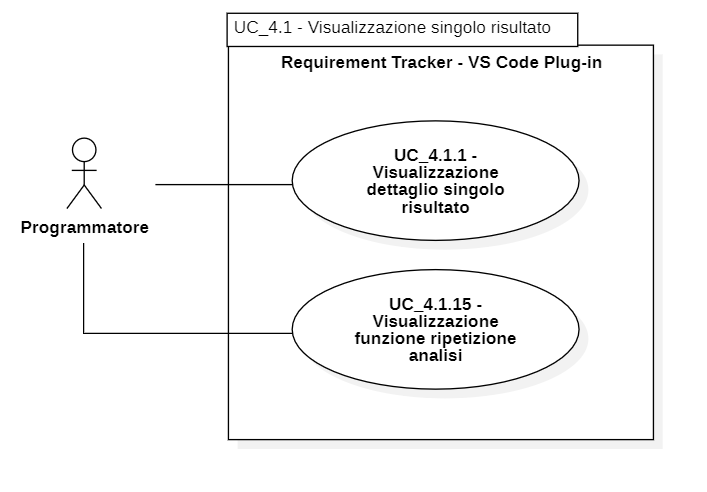 UC_4.1 - Visualizzazione singolo risultato
Requirement Tracker - VS Code Plug-in
UC_4.1.1 -
Visualizzazione
dettaglio singolo
risultato
Programmatore
UC_4.1.15 -
Visualizzazione
funzione ripetizione
analisi